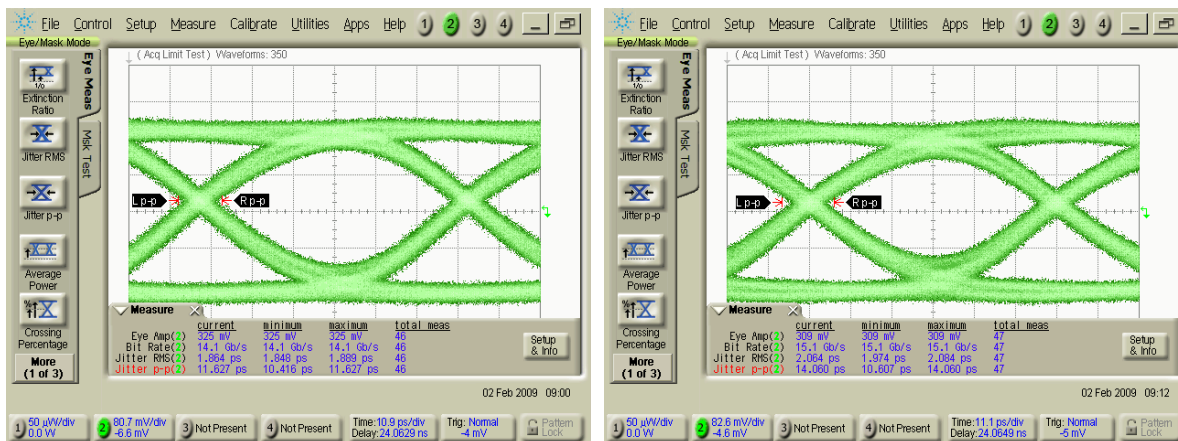 File Control Setup Measure Calibrate Utilities Apps Help 1 2 3 4
Eye/Mask Mode
( Acq Limit Test ) Waveforms: 350
Eye Meas
Msk Test
1/0
Extinction
Ratio
Jitter RMS
Jitter p-p
Average
Power
Crossing
Percentage
More
(1 of 3)
L p-p
R p-p
Measure
current minimum maximum total meas
Eye Amp(2) 325 mV 325 mV 325 mV 46
Bit Rate(2) 14.1 Gb/s 14.1 Gb/s 14.1 Gb/s 46
Jitter RMS(2) 1.864 ps 1.848 ps 1.889 ps 46
Jitter p-p(2) 11.627 ps 10.416 ps 11.627 ps 46
Setup
& Info
02 Feb 2009 09:00
1) 50 µW/div
0.0 W
2) 80.7 mV/div
-6.6 mV
3) Not Present
4) Not Present
Time:10.9 ps/div
Delay:24.0629 ns
Trig: Normal
-4 mV
Pattern
Lock
File Control Setup Measure Calibrate Utilities Apps Help 1 2 3 4
Eye/Mask Mode
( Acq Limit Test ) Waveforms: 350
Eye Meas
Msk Test
1/0
Extinction
Ratio
Jitter RMS
Jitter p-p
Average
Power
Crossing
Percentage
More
(1 of 3)
L p-p
R p-p
Measure
current minimum maximum total meas
Eye Amp(2) 309 mV 309 mV 309 mV 47
Bit Rate(2) 15.1 Gb/s 15.1 Gb/s 15.1 Gb/s 47
Jitter RMS(2) 2.064 ps 1.974 ps 2.084 ps 47
Jitter p-p(2) 14.060 ps 10.607 ps 14.060 ps 47
Setup
& Info
02 Feb 2009 09:12
1) 50 µW/div
0.0 W
2) 82.6 mV/div
-4.6 mV
3) Not Present
4) Not Present
Time:11.1 ps/div
Delay:24.0649 ns
Trig: Normal
-5 mV
Pattern
Lock